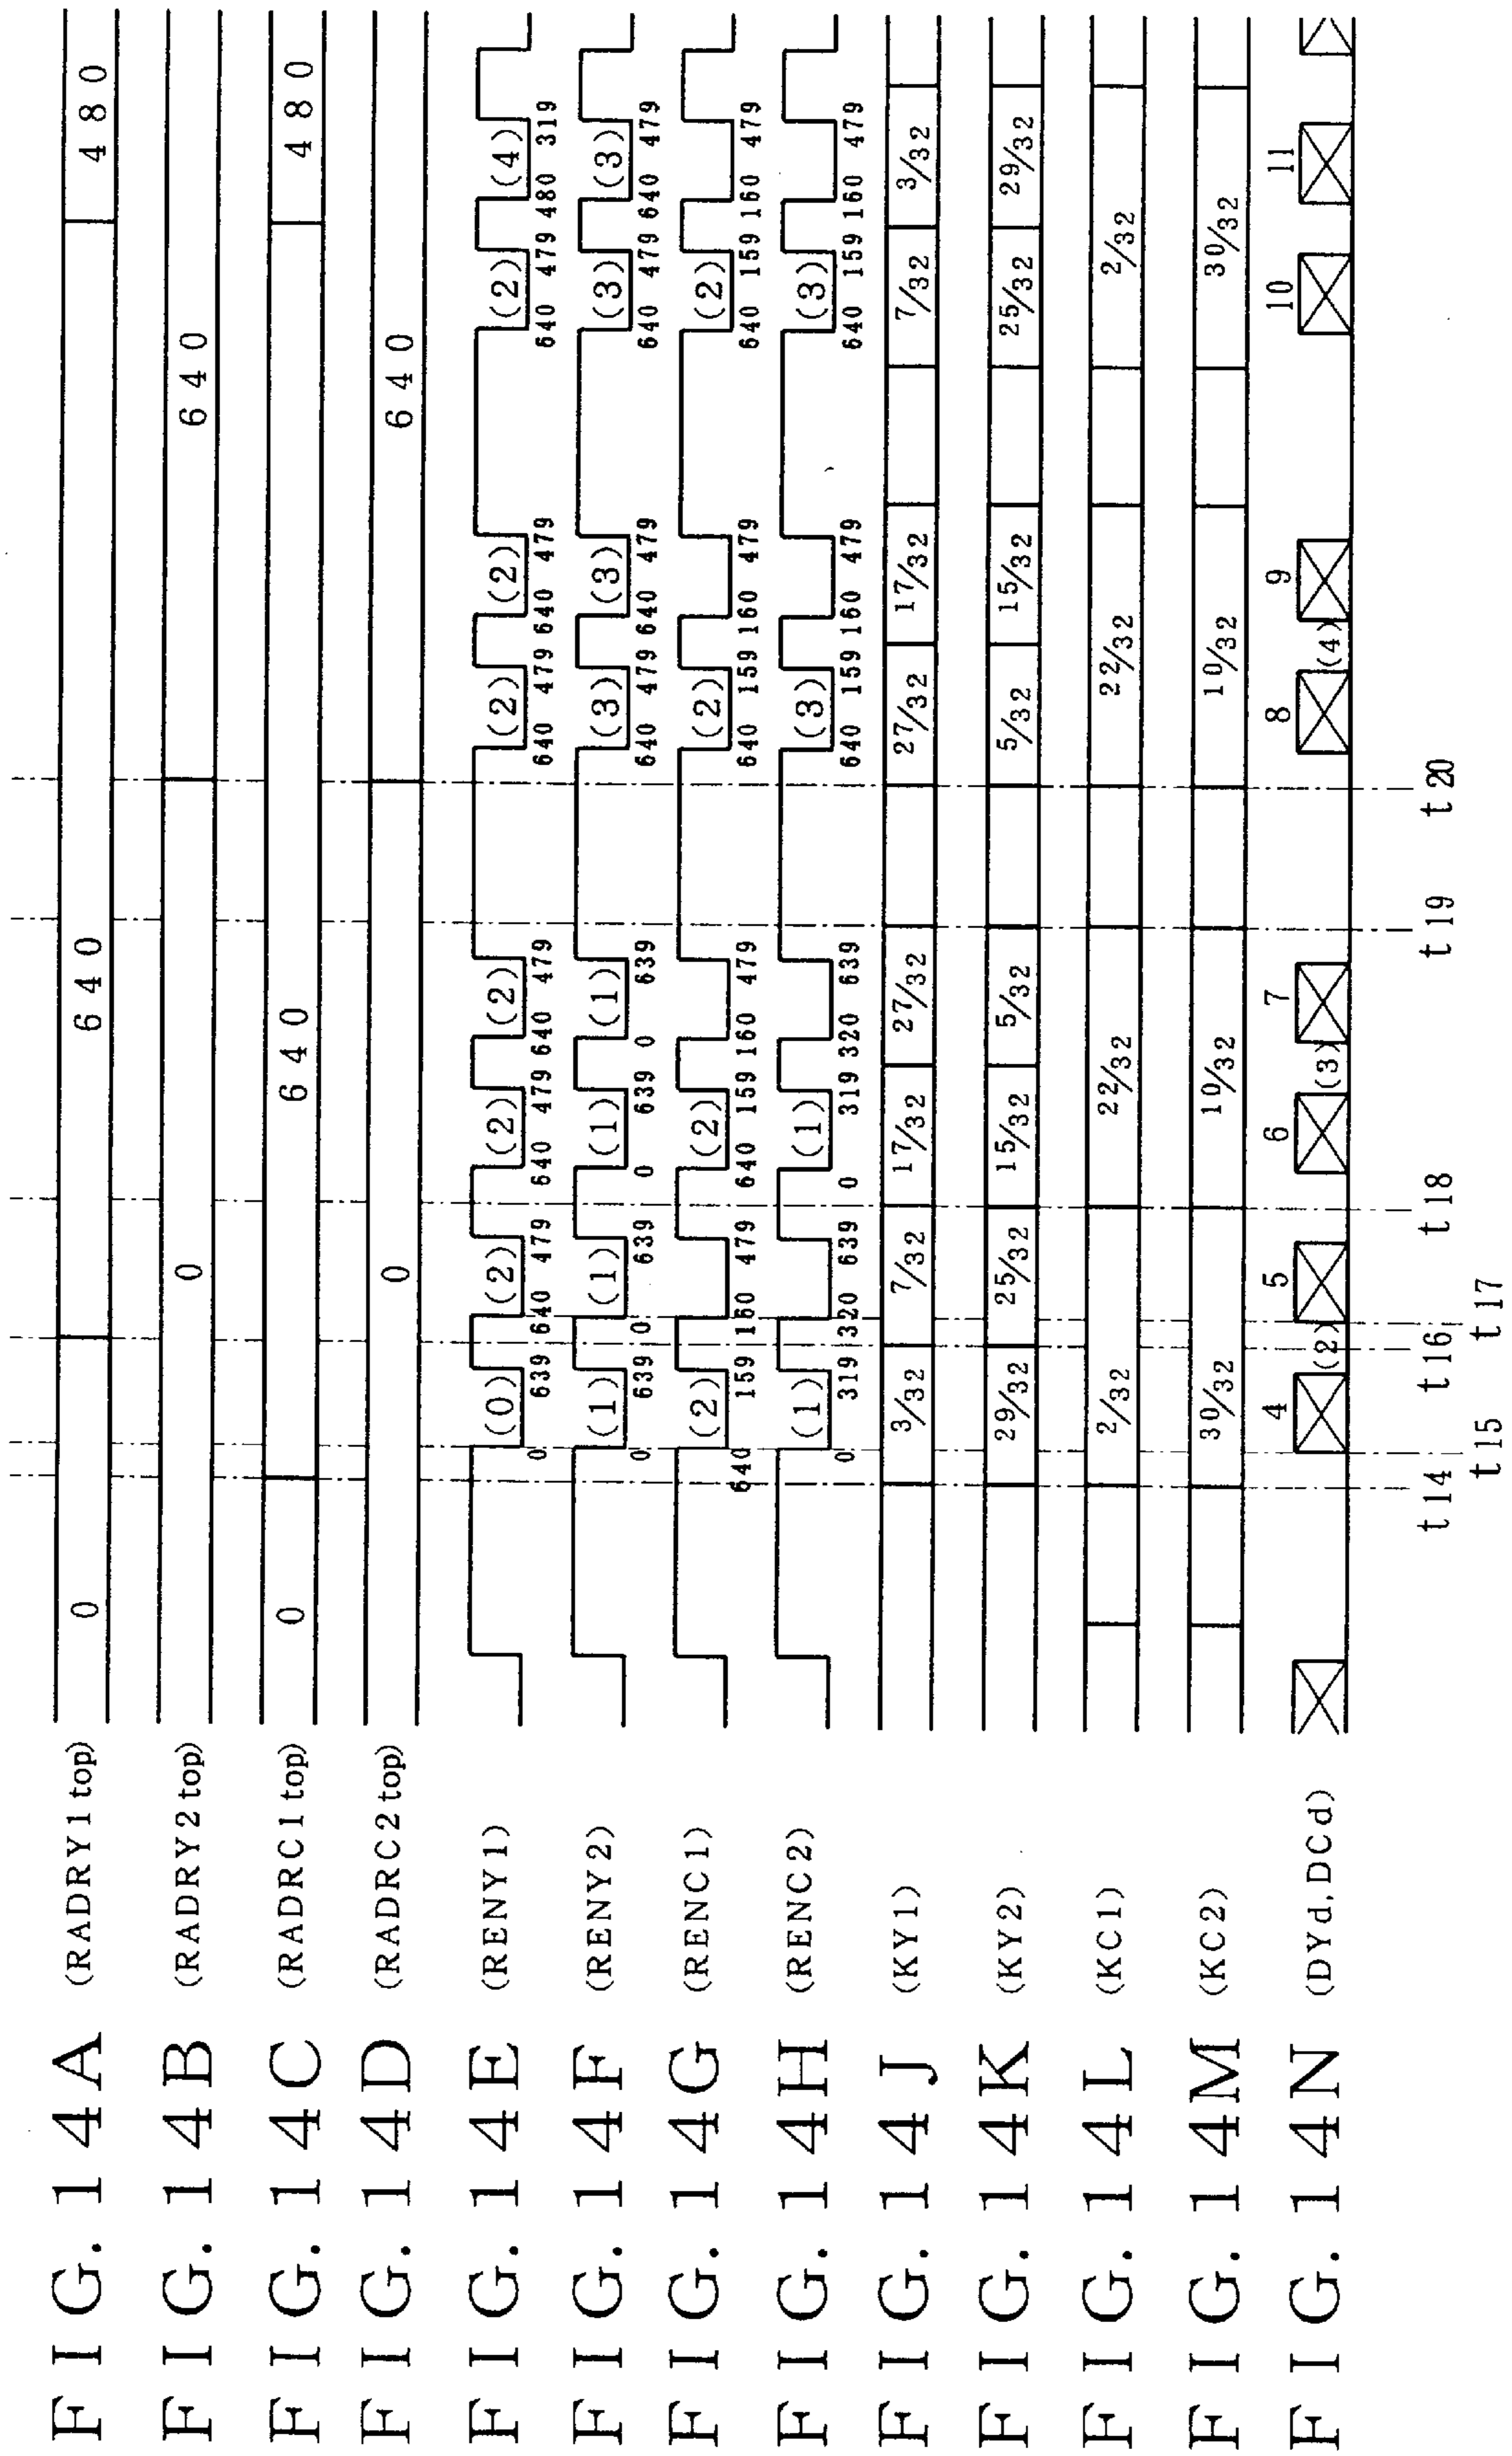 FIG. 14A (RADRY1top) 0 640 480
FIG. 14B (RADRY2top) 0 640
FIG. 14C (RADRC1top) 0 640 480
FIG. 14D (RADRC2top) 0 640
FIG. 14E (RENY1) (0) (2) (2) (2) (2) (2) (2) (4)
0 639 640 479 640 479 640 479 640 479 640 479 640 479 480 319
FIG. 14F (RENY2) (1) (1) (1) (1) (3) (3) (3) (3)
0 639 0 639 0 639 0 639 640 479 640 479 640 479 640 479
FIG. 14G (RENC1) (2) (2) (2) (2)
640 159 160 479 640 159 160 479 640 159 160 479 640 159 160 479
FIG. 14H (RENC2) (1) (1) (3) (3)
0 319 320 639 0 319 320 639 640 159 160 479 640 159 160 479
FIG. 14J (KY1) 3/32 7/32 17/32 27/32 27/32 17/32 7/32 3/32
FIG. 14K (KY2) 29/32 25/32 15/32 5/32 5/32 15/32 25/32 29/32
FIG. 14L (KC1) 2/32 22/32 22/32 2/32
FIG. 14M (KC2) 30/32 10/32 10/32 30/32
4 5 6 7 8 9 10 11
FIG. 14N (DYd, DCd) (2) (3) (4)
t14 t16 t18 t19 t20
t15 t17